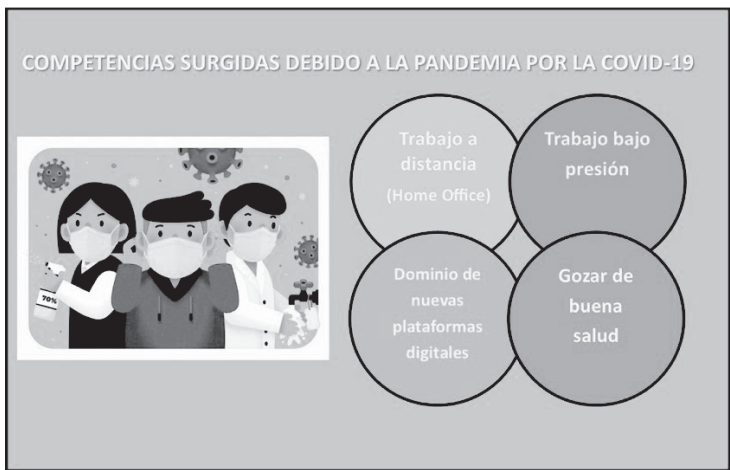 COMPETENCIAS SURGIDAS DEBIDO A LA PANDEMIA POR LA COVID-19
Trabajo a
distancia
(Home Office)
Trabajo bajo
presión
Dominio de
nuevas
plataformas
digitales
Gozar de
buena
salud
70%